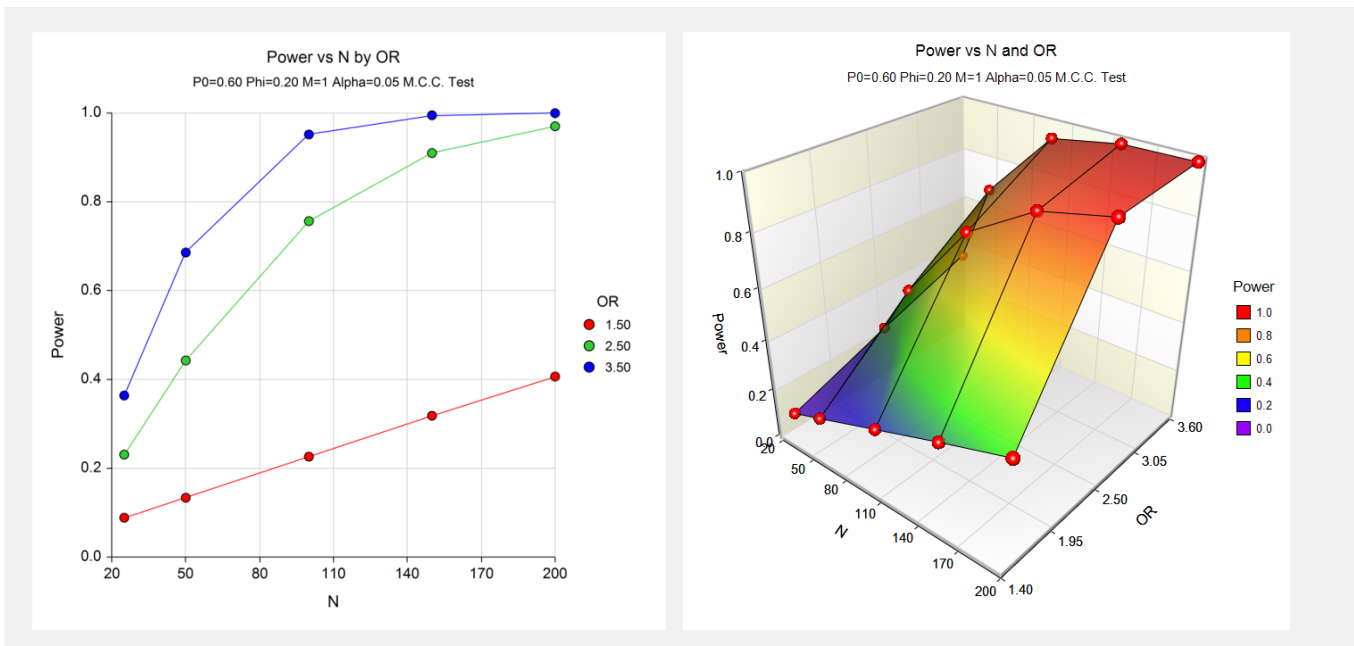 Power vs N by OR
P0=0.60 Phi=0.20 M=1 Alpha=0.05 M.C.C. Test
1.0
0.8
0.6
0.4
0.2
0.0
Power
20 50 80 110 140 170 200
N
OR
1.50
2.50
3.50
Power vs N and OR
P0=0.60 Phi=0.20 M=1 Alpha=0.05 M.C.C. Test
1.0
0.8
0.6
0.4
0.2
0.0
Power
20
50
80
110
140
170
200
N
1.40
1.95
2.50
3.05
3.60
OR
Power
1.0
0.8
0.6
0.4
0.2
0.0